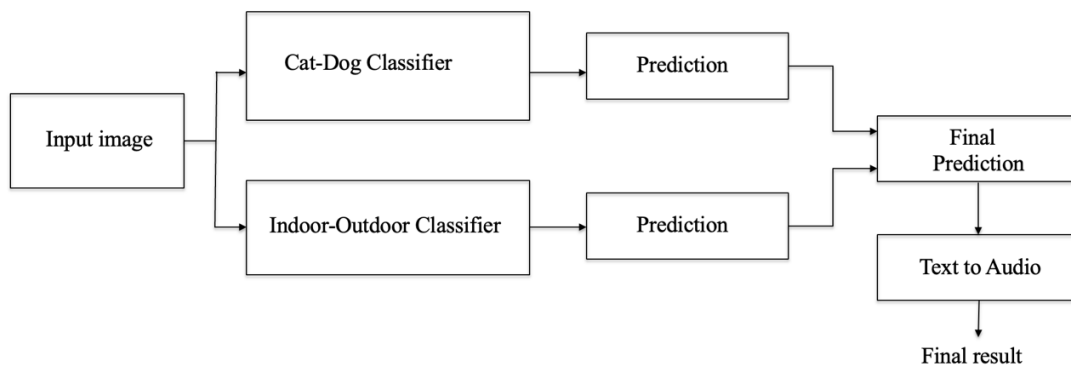 Cat-Dog Classifier
Prediction
Input image
Final
Prediction
Indoor-Outdoor Classifier
Prediction
Text to Audio
Final result